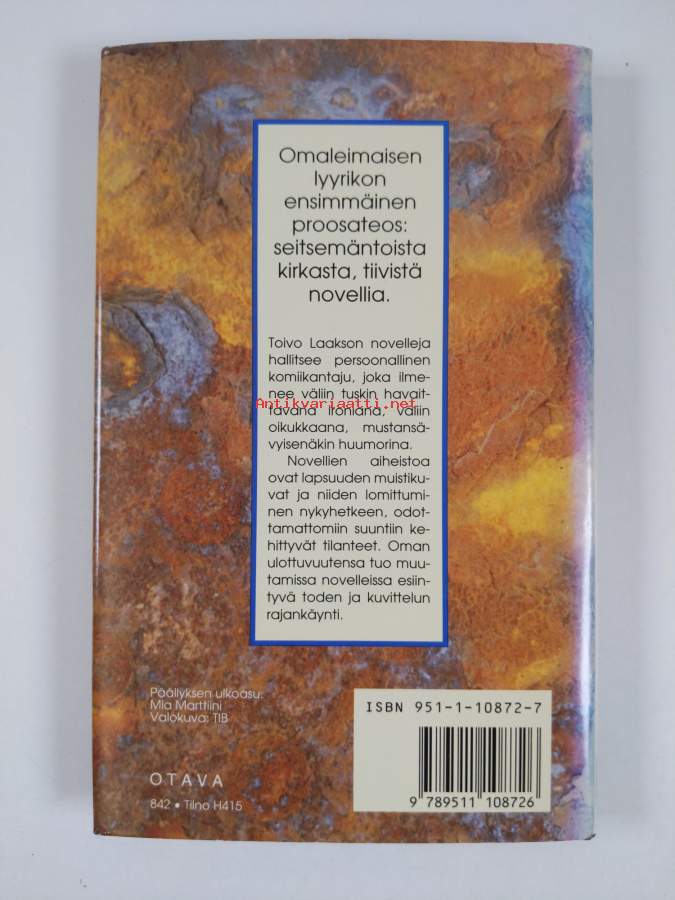 Omaleimaisen
lyyrikon
ensimmäinen
proosateos:
seitsemäntoista
kirkasta, tiivistä
novellia.
Toivo Laakson novelleja
hallitsee persoonallinen
komiikantaju, joka ilme-
nee väliin tuskin havait-
tavana ironiana, väliin
Antikvariaatti.net
oikukkaana, mustansä-
vyisenäkin huumorina.
Novellien aiheistoa
ovat lapsuuden muistiku-
vat ja niiden lomittumi-
nen nykyhetkeen, odot-
tamattomiin suuntiin ke-
hittyvät tilanteet. Oman
ulottuvuutensa tuo muu-
tamissa novelleissa esiin-
tyvä toden ja kuvittelun
rajankäynti.
Päällyksen ulkoasu:
Mia Marttiini
Valokuva: TIB
OTAVA
842 • Tilno H415
ISBN 951-1-10872-7
9 789511 108726